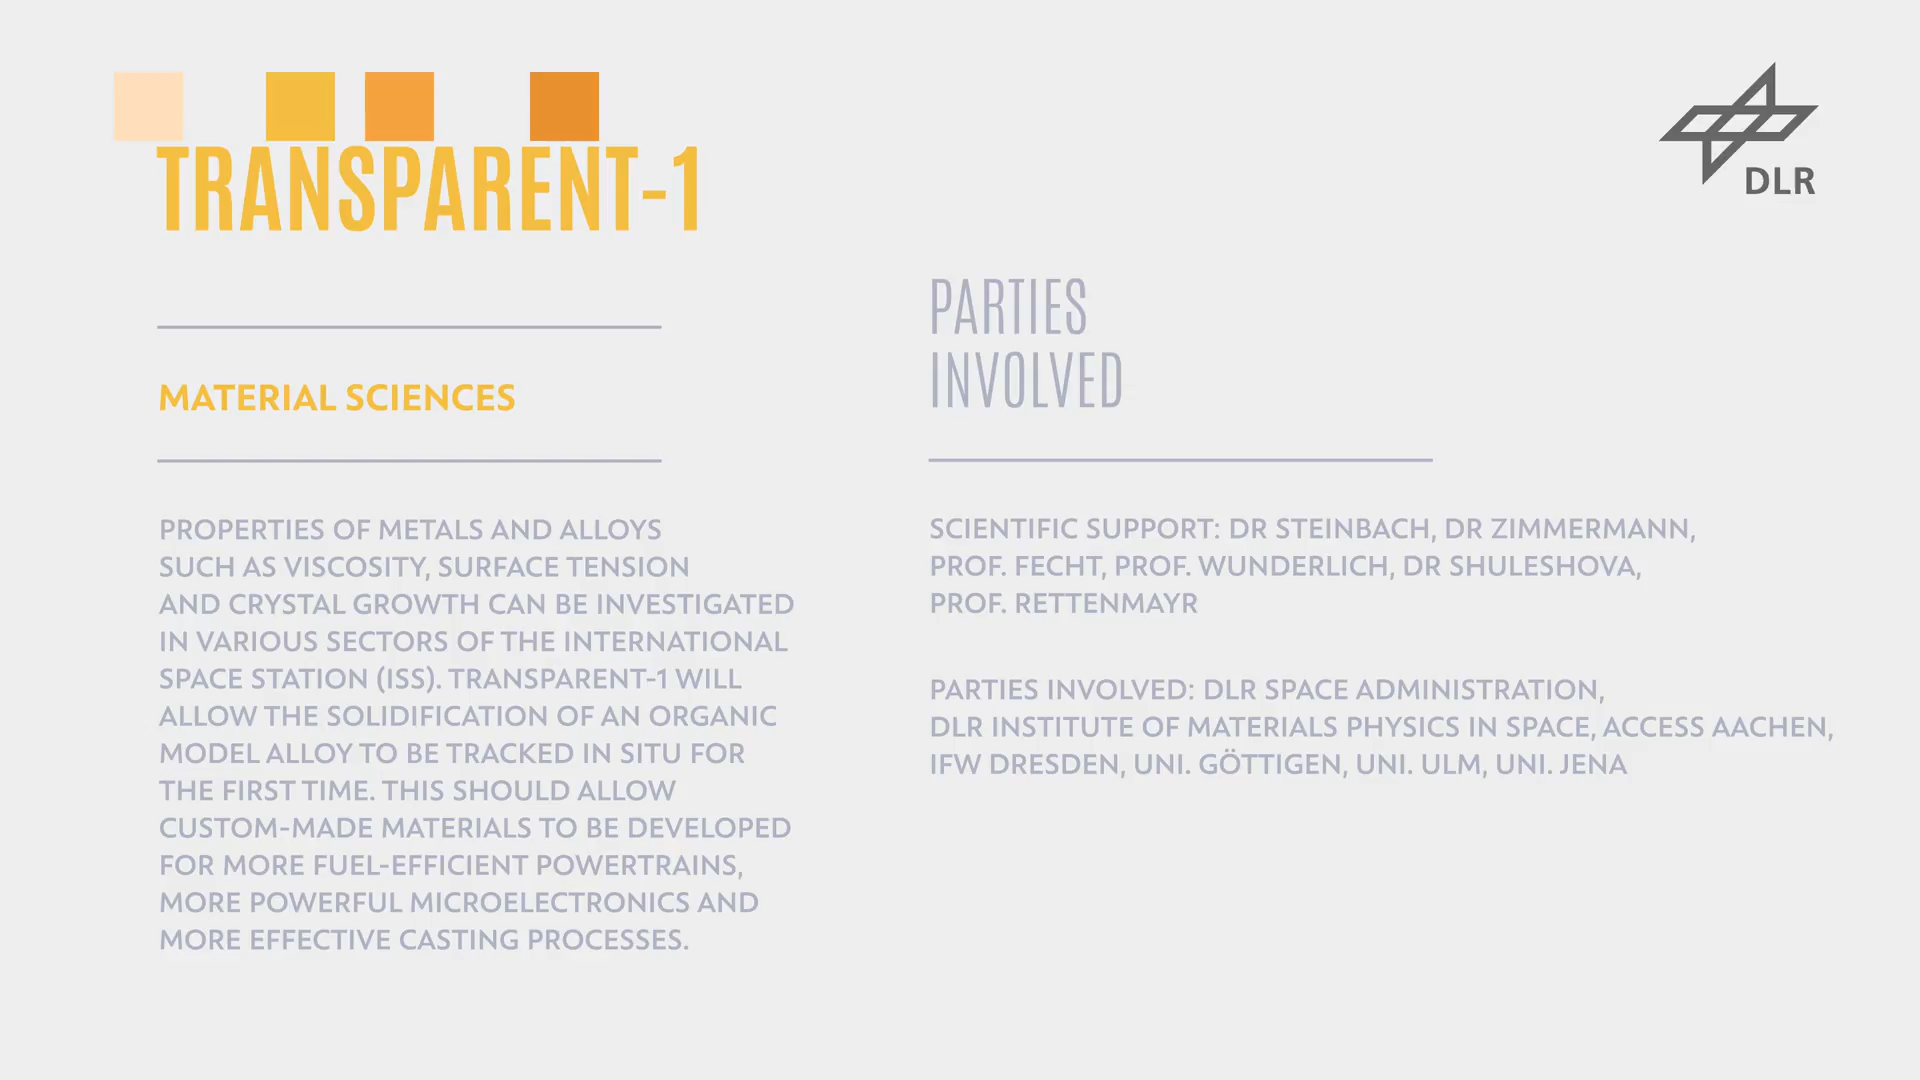 TRANSPARENT-1
DLR
MATERIAL SCIENCES
PROPERTIES OF METALS AND ALLOYS
SUCH AS VISCOSITY, SURFACE TENSION
AND CRYSTAL GROWTH CAN BE INVESTIGATED
IN VARIOUS SECTORS OF THE INTERNATIONAL
SPACE STATION (ISS). TRANSPARENT-1 WILL
ALLOW THE SOLIDIFICATION OF AN ORGANIC
MODEL ALLOY TO BE TRACKED IN SITU FOR
THE FIRST TIME. THIS SHOULD ALLOW
CUSTOM-MADE MATERIALS TO BE DEVELOPED
FOR MORE FUEL-EFFICIENT POWERTRAINS,
MORE POWERFUL MICROELECTRONICS AND
MORE EFFECTIVE CASTING PROCESSES.
PARTIES
INVOLVED
SCIENTIFIC SUPPORT: DR STEINBACH, DR ZIMMERMANN,
PROF. FECHT, PROF. WUNDERLICH, DR SHULESHOVA,
PROF. RETTENMAYR
PARTIES INVOLVED: DLR SPACE ADMINISTRATION,
DLR INSTITUTE OF MATERIALS PHYSICS IN SPACE, ACCESS AACHEN,
IFW DRESDEN, UNI. GÖTTIGEN, UNI. ULM, UNI. JENA